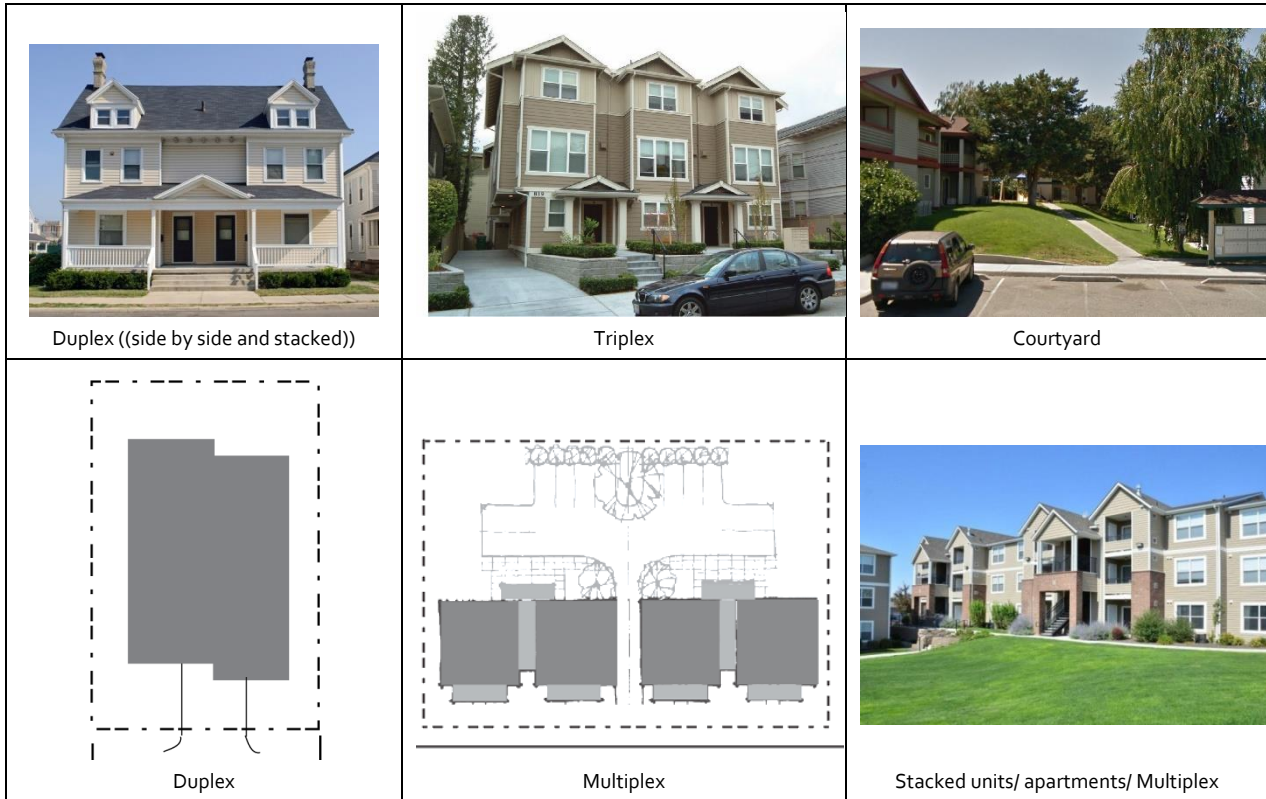 Duplex ((side by side and stacked))
Triplex
Courtyard
Duplex
Multiplex
Stacked units/ apartments/ Multiplex